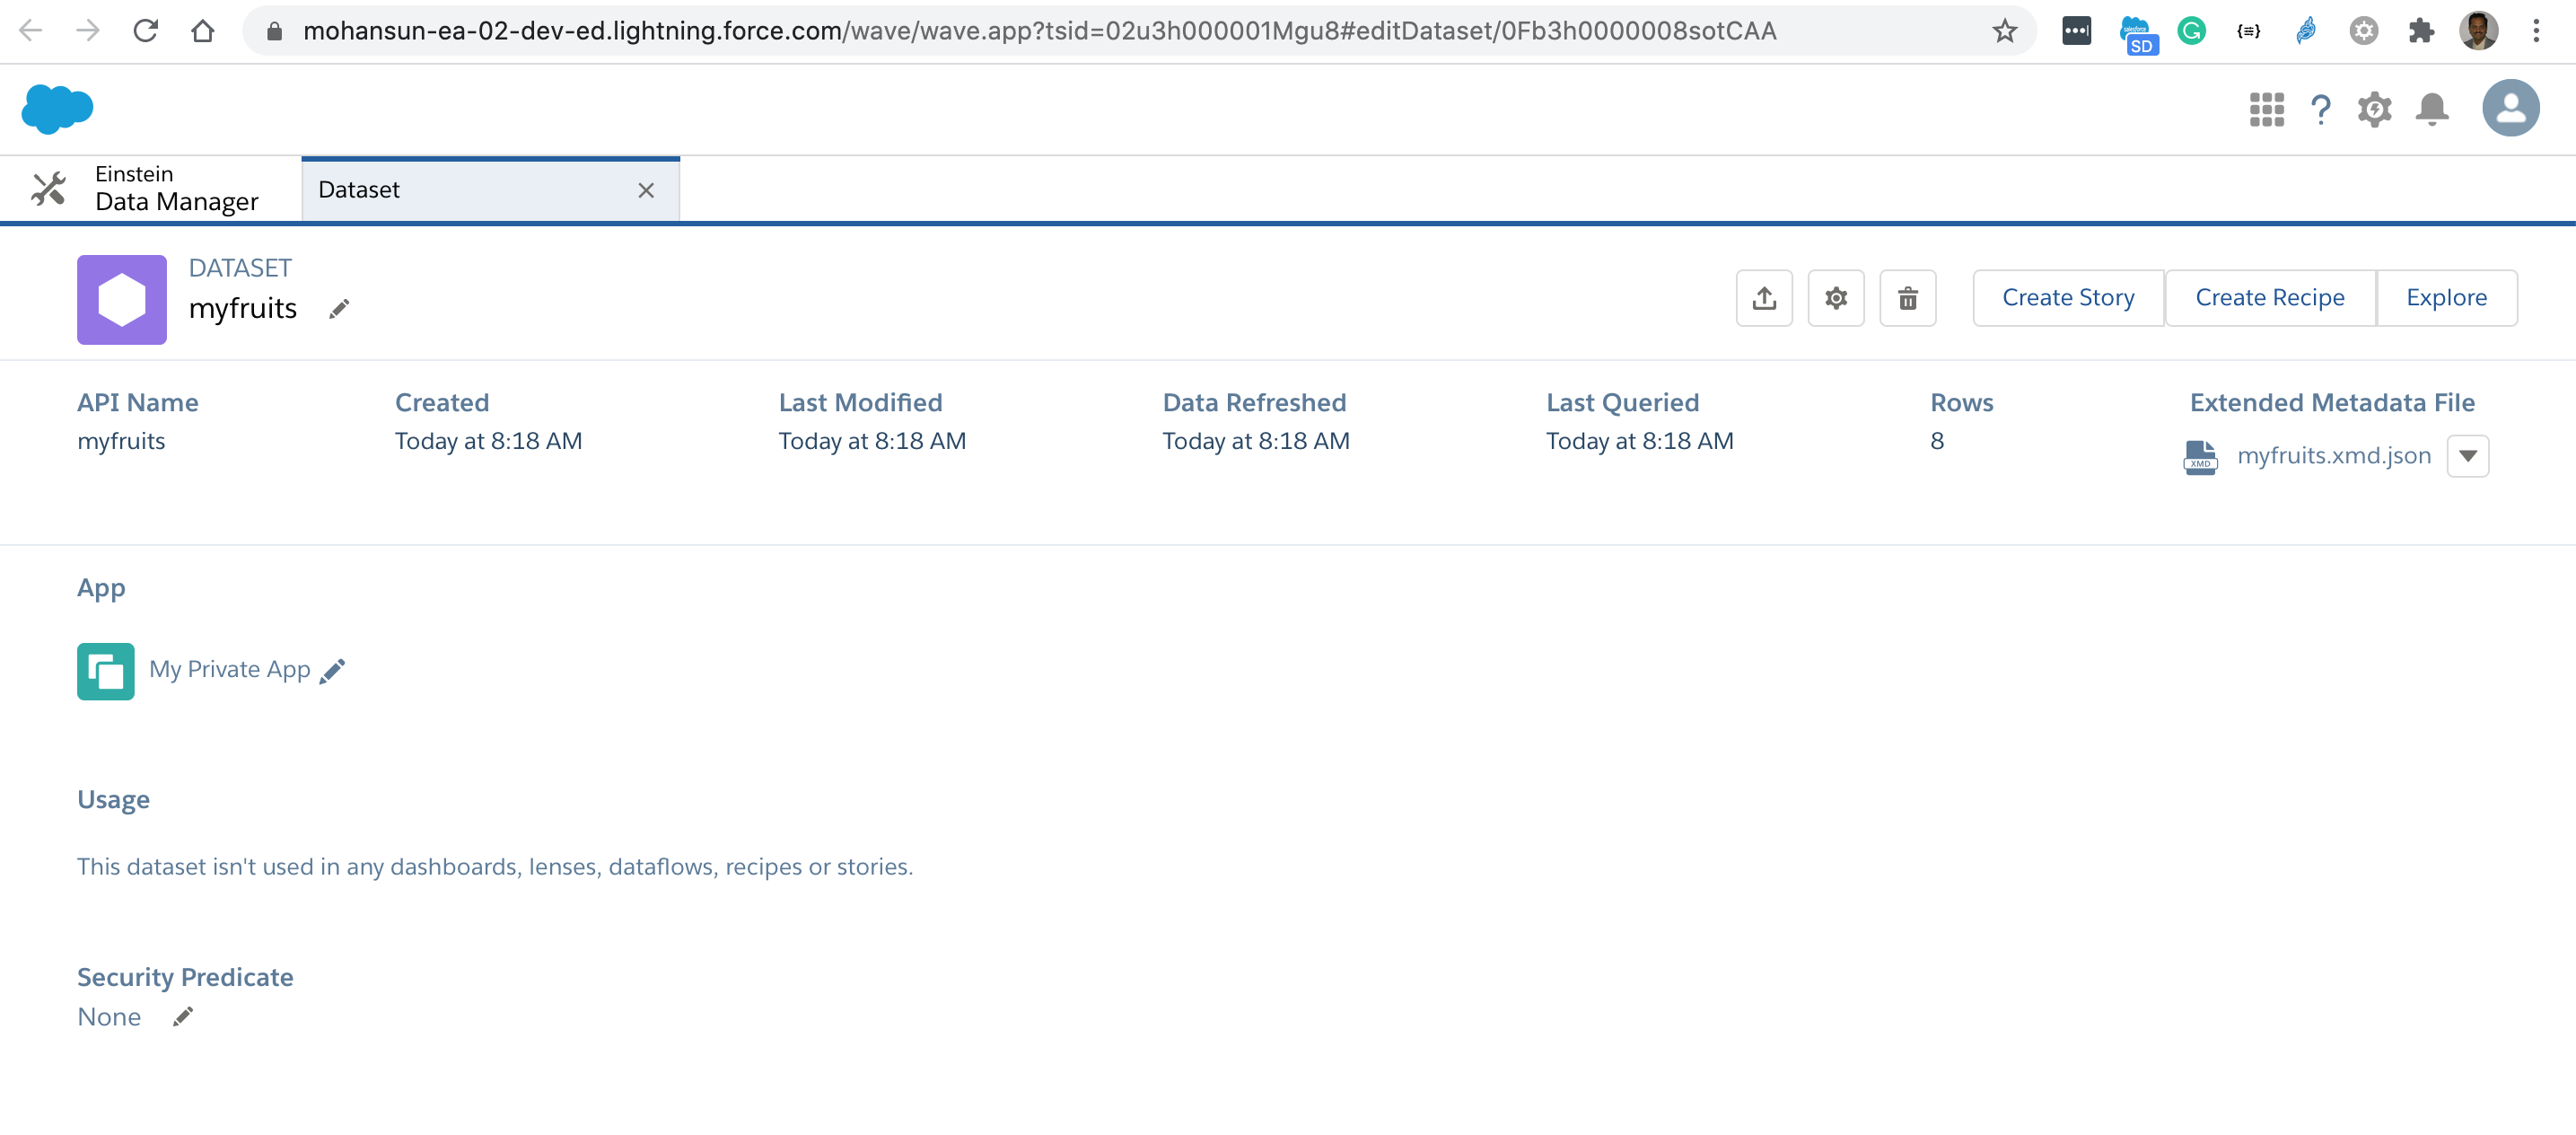 mohansun-ea-02-dev-ed.lightning.force.com/wave/wave.app?tsid=02u3h000001Mgu8#editDataset/0Fb3h0000008sotCAA
SD
Einstein
Data Manager
Dataset
DATASET
myfruits
Create Story
Create Recipe
Explore
API Name
myfruits
Created
Today at 8:18 AM
Last Modified
Today at 8:18 AM
Data Refreshed
Today at 8:18 AM
Last Queried
Today at 8:18 AM
Rows
8
Extended Metadata File
XMD
myfruits.xmd.json
App
My Private App
Usage
This dataset isn't used in any dashboards, lenses, dataflows, recipes or stories.
Security Predicate
None